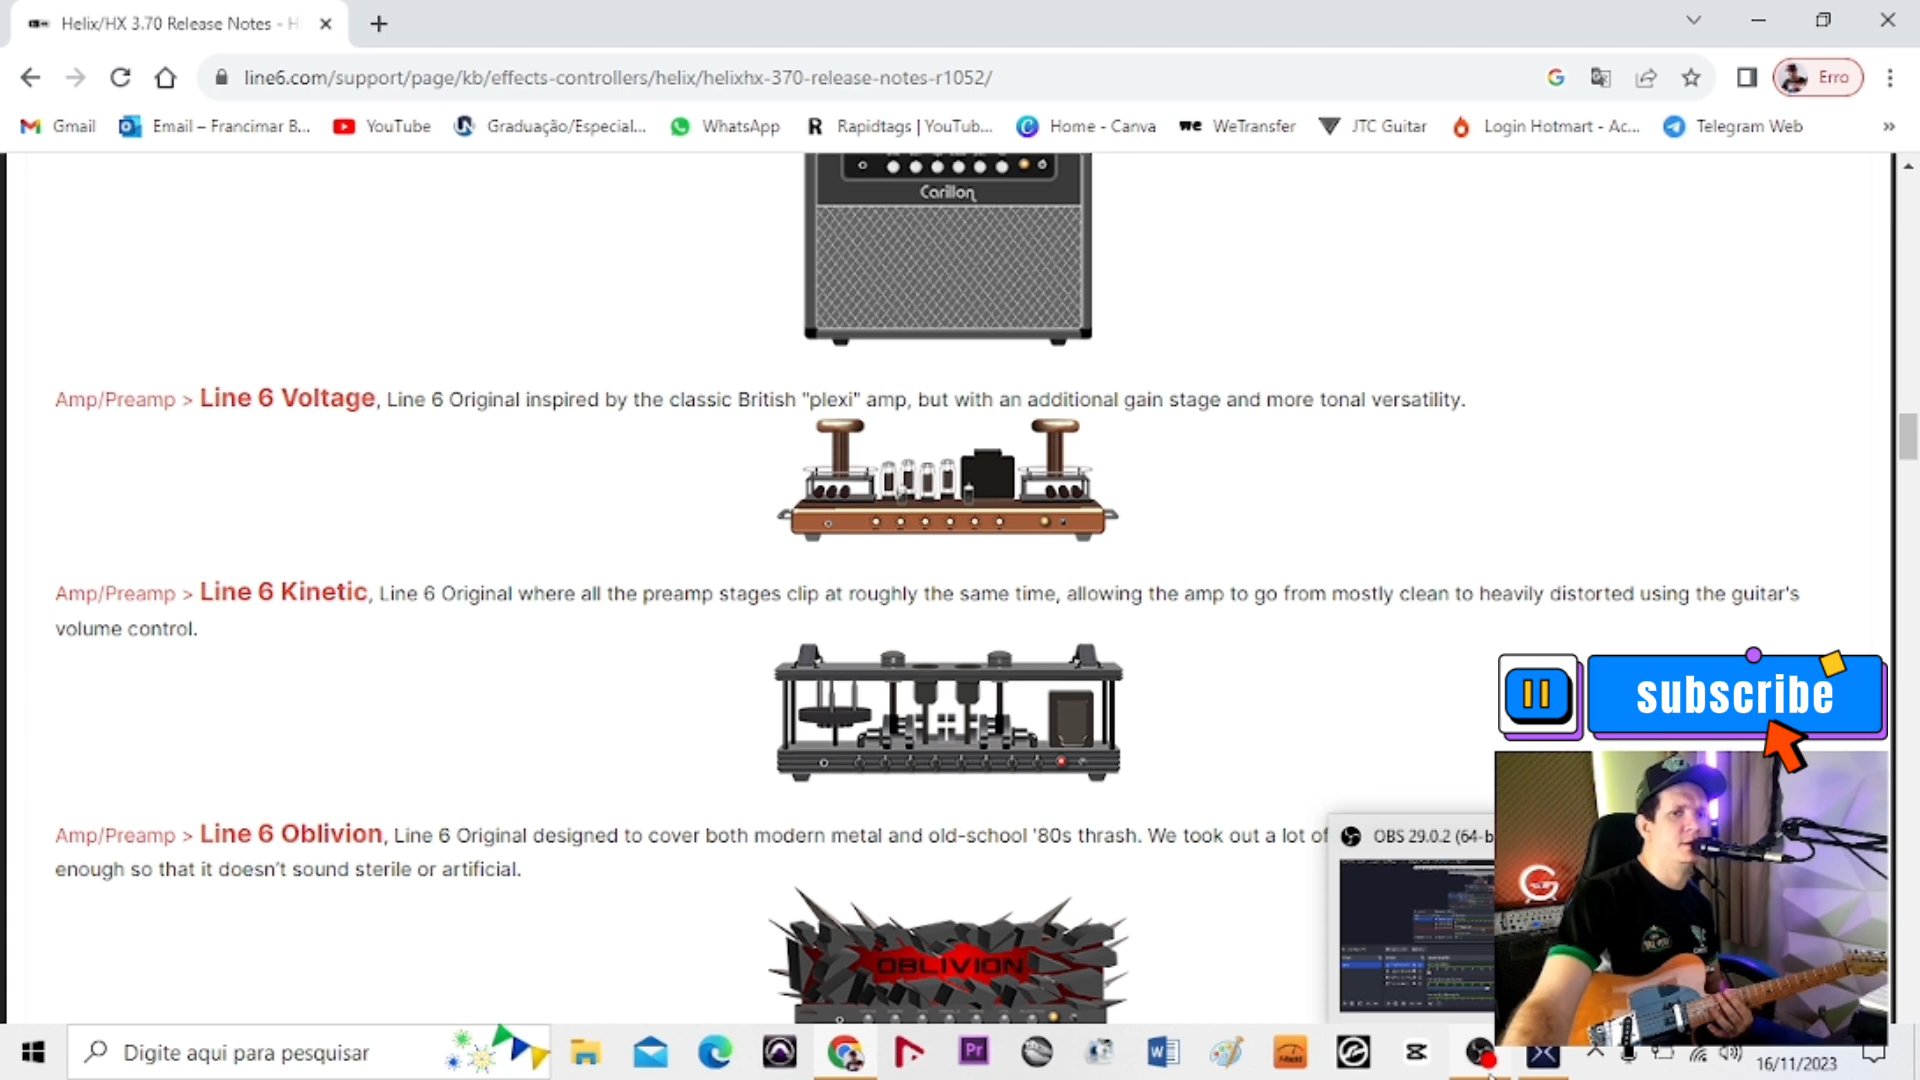 Helix/HX 3.70 Release Notes - H
line6.com/support/page/kb/effects-controllers/helix/helixhx-370-release-notes-r1052/
Erro
Gmail
Email – Francimar B...
YouTube
Graduação/Especial...
WhatsApp
Rapidtags | YouTub...
Home - Canva
WeTransfer
JTC Guitar
Login Hotmart - Ac...
Telegram Web
Carillon
Amp/Preamp > Line 6 Voltage, Line 6 Original inspired by the classic British "plexi" amp, but with an additional gain stage and more tonal versatility.
Amp/Preamp > Line 6 Kinetic, Line 6 Original where all the preamp stages clip at roughly the same time, allowing the amp to go from mostly clean to heavily distorted using the guitar's
volume control.
subscribe
Amp/Preamp > Line 6 Oblivion, Line 6 Original designed to cover both modern metal and old-school '80s thrash. We took out a lot of
enough so that it doesn't sound sterile or artificial.
OBS 29.0.2 (64-b
OBLIVION
Digite aqui para pesquisar
Pr
16/11/2023